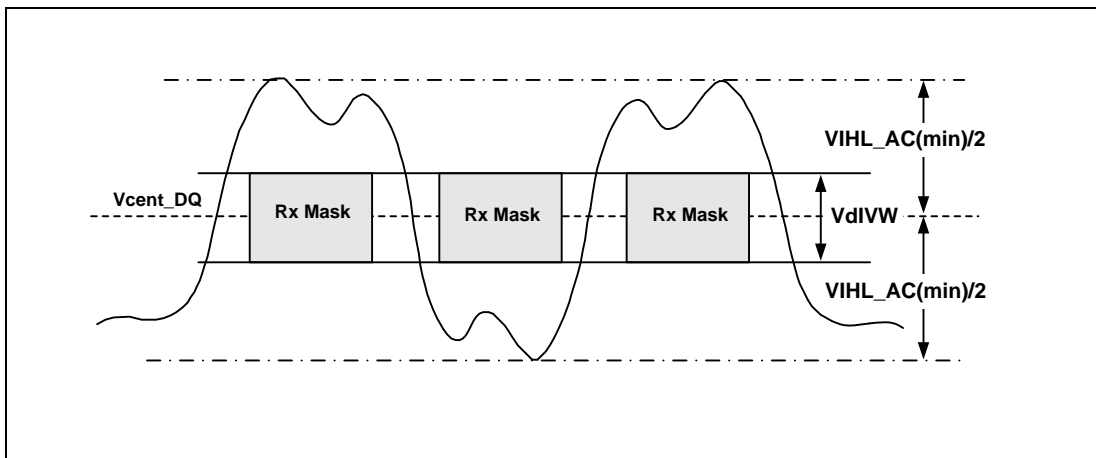 VIHL_AC(min)/2
Vcent_DQ
Rx Mask
Rx Mask
Rx Mask
VdIVW
VIHL_AC(min)/2